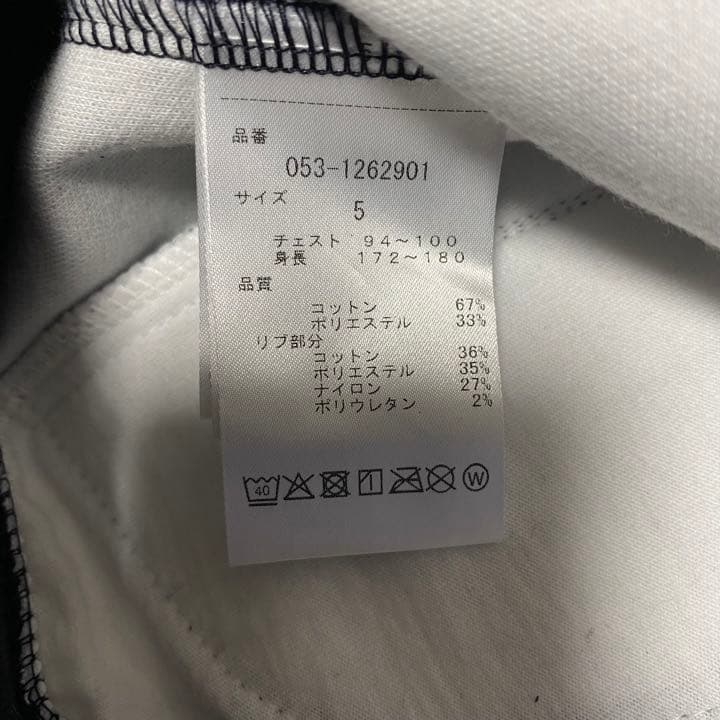 品番
053-1262901
サイズ
5
チェスト 94～100
身長 172～180
品質
コットン 67%
ポリエステル 33%
リブ部分
コットン 36%
ポリエステル 35%
ナイロン 27%
ポリウレタン 2%
40 W